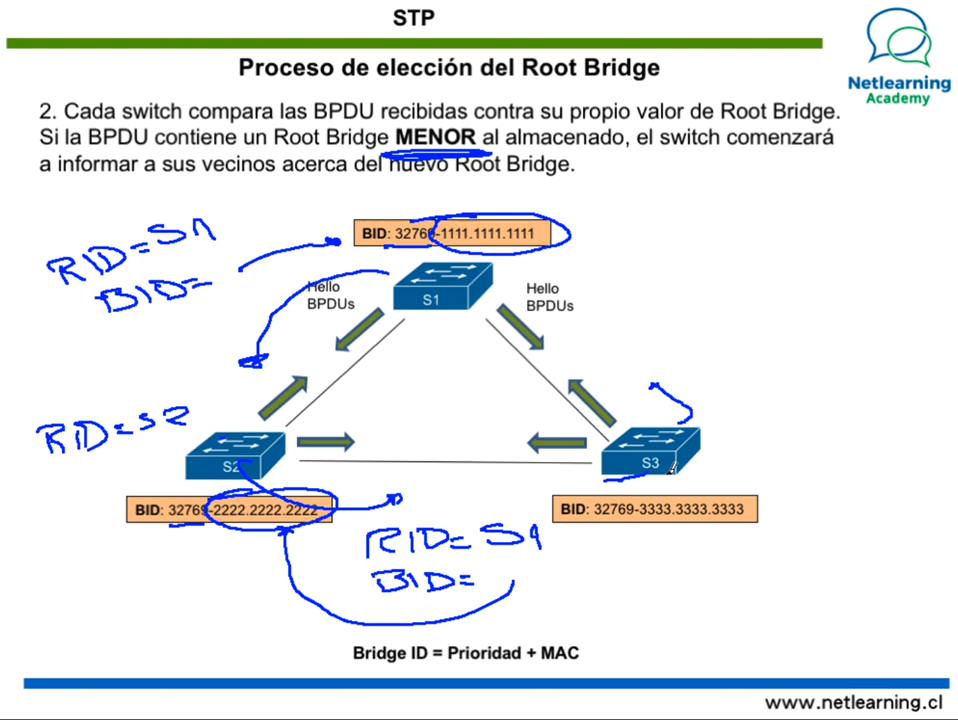 STP
Proceso de elección del Root Bridge
Netlearning
Academy
2. Cada switch compara las BPDU recibidas contra su propio valor de Root Bridge.
Si la BPDU contiene un Root Bridge MENOR al almacenado, el switch comenzará
a informar a sus vecinos acerca del nuevo Root Bridge.
RID=S1
BID=
BID: 32769-1111.1111.1111
S1
Hello
BPDUs
Hello
BPDUs
RID=S2
S2
S3
BID: 32769-2222.2222.2222
BID: 32769-3333.3333.3333
RID=S1
BID=
Bridge ID = Prioridad + MAC
www.netlearning.cl